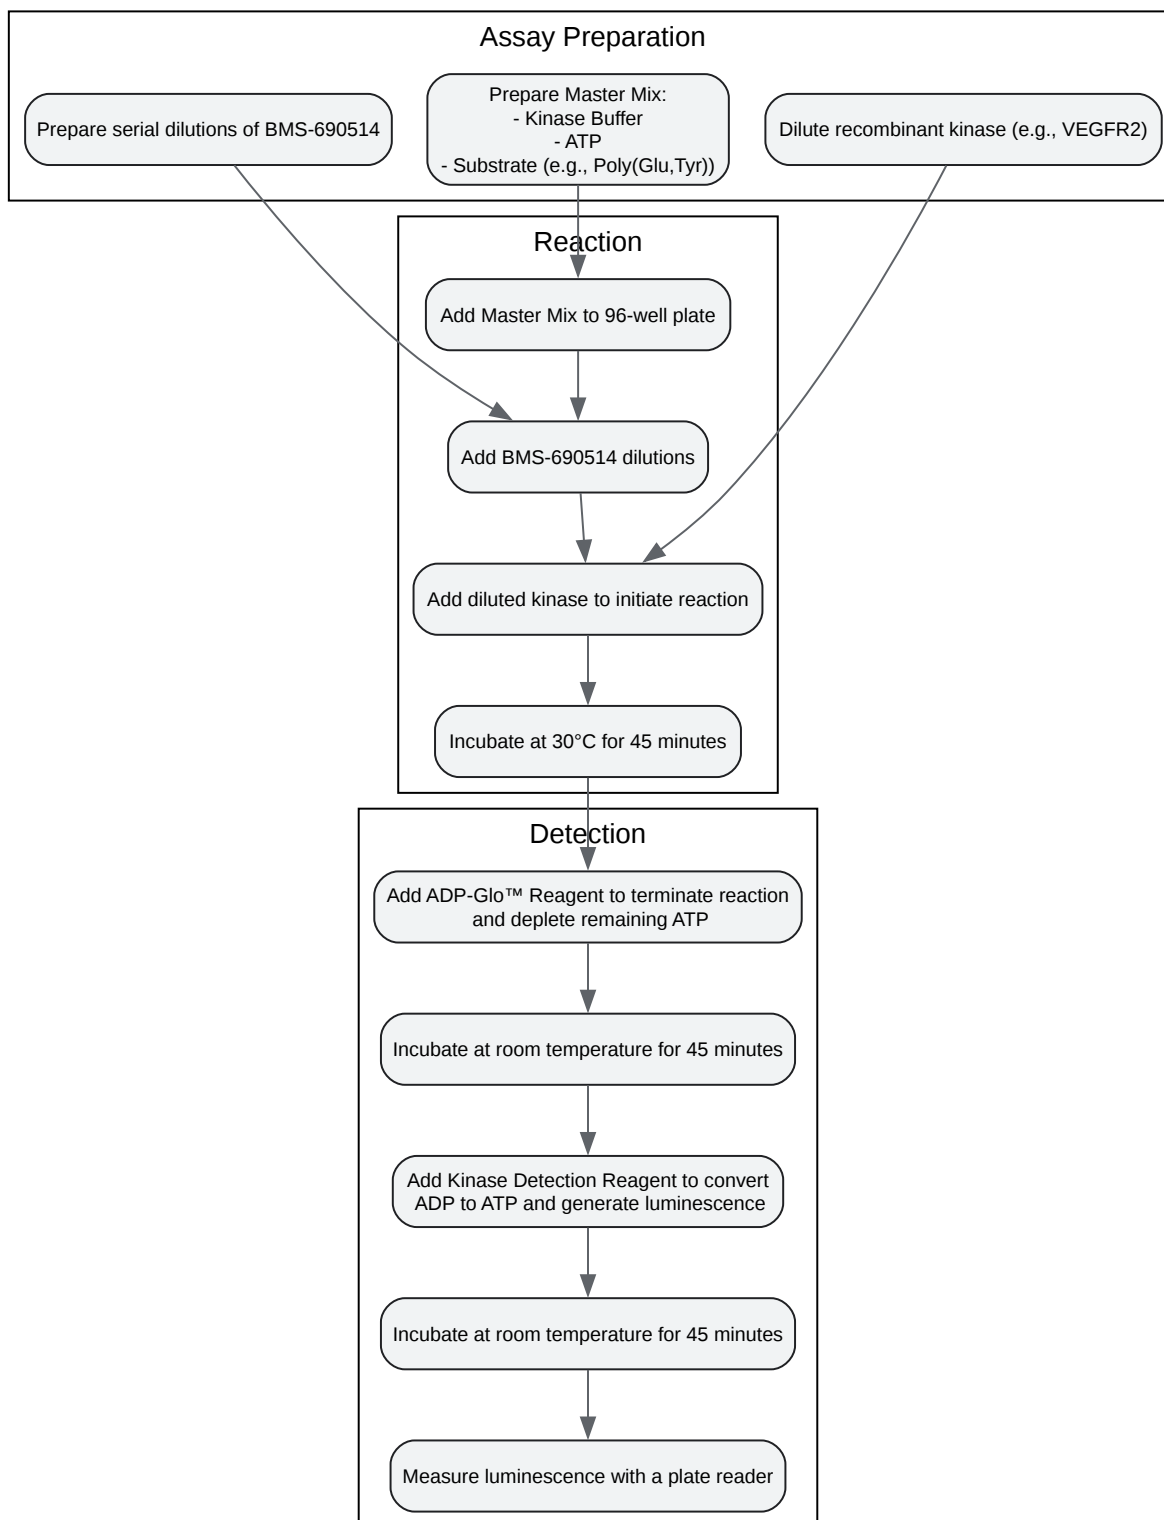 Assay Preparation
Prepare serial dilutions of BMS-690514
Prepare Master Mix:
- Kinase Buffer
- ATP
- Substrate (e.g., Poly(Glu,Tyr))
Dilute recombinant kinase (e.g., VEGFR2)
Reaction
Add Master Mix to 96-well plate
Add BMS-690514 dilutions
Add diluted kinase to initiate reaction
Incubate at 30°C for 45 minutes
Detection
Add ADP-Glo™ Reagent to terminate reaction
and deplete remaining ATP
Incubate at room temperature for 45 minutes
Add Kinase Detection Reagent to convert
ADP to ATP and generate luminescence
Incubate at room temperature for 45 minutes
Measure luminescence with a plate reader